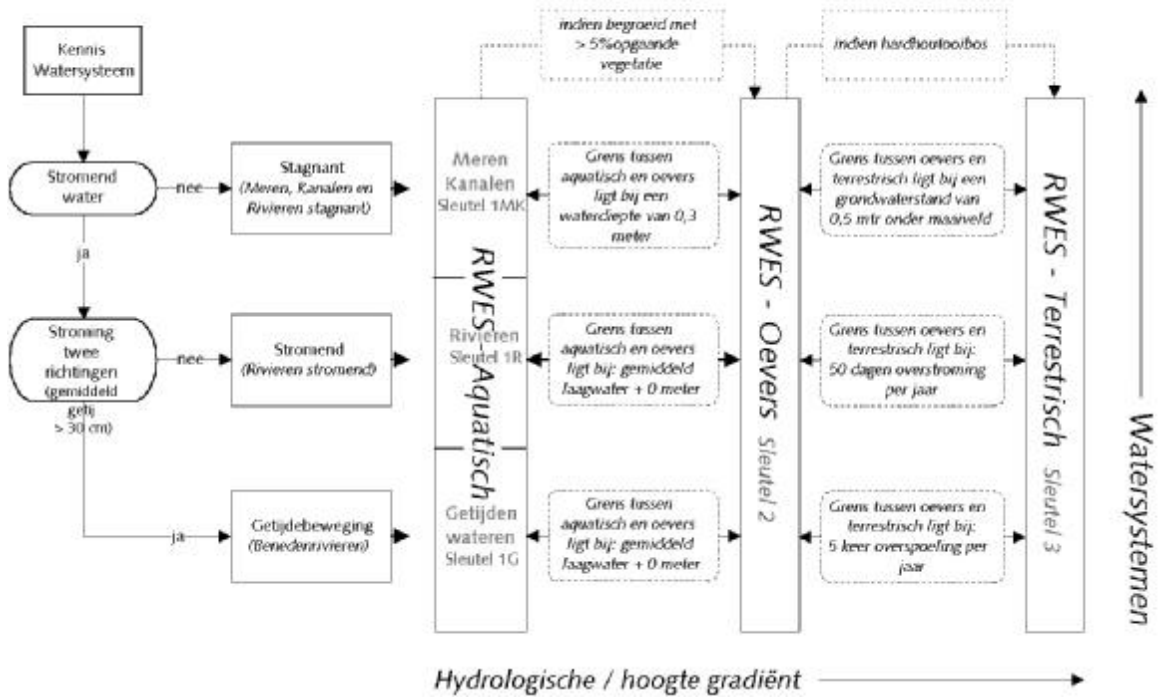 Kennis
Watersysteem
Stromend
water
nee
ja
Stroming
twee
richtingen
(gemiddeld
getij
> 30 cm)
nee
ja
Stagnant
(Meren, Kanalen en
Rivieren stagnant)
Stromend
(Rivieren stromend)
Getijdebeweging
(Benedenrivieren)
Meren
Kanalen
Sleutel 1MK
Rivieren
Sleutel 1R
Getijden
wateren
Sleutel 1G
RWES - Aquatisch
indien begroeid met
> 5%opgaande
vegetatie
Grens tussen
aquatisch en oevers
ligt bij een
waterdiepte van 0,3
meter
Grens tussen
aquatisch en oevers
ligt bij: gemiddeld
laagwater + 0 meter
Grens tussen
aquatisch en oevers
ligt bij: gemiddeld
laagwater + 0 meter
RWES - Oevers Sleutel 2
indien hardhoutooibos
Grens tussen oevers en
terrestrisch ligt bij een
grondwaterstand van
0,5 mtr onder maaiveld
Grens tussen oevers en
terrestrisch ligt bij:
50 dagen overstroming
per jaar
Grens tussen oevers en
terrestrisch ligt bij:
5 keer overspoeling per
jaar
RWES - Terrestrisch Sleutel 3
Watersystemen
Hydrologische / hoogte gradiënt